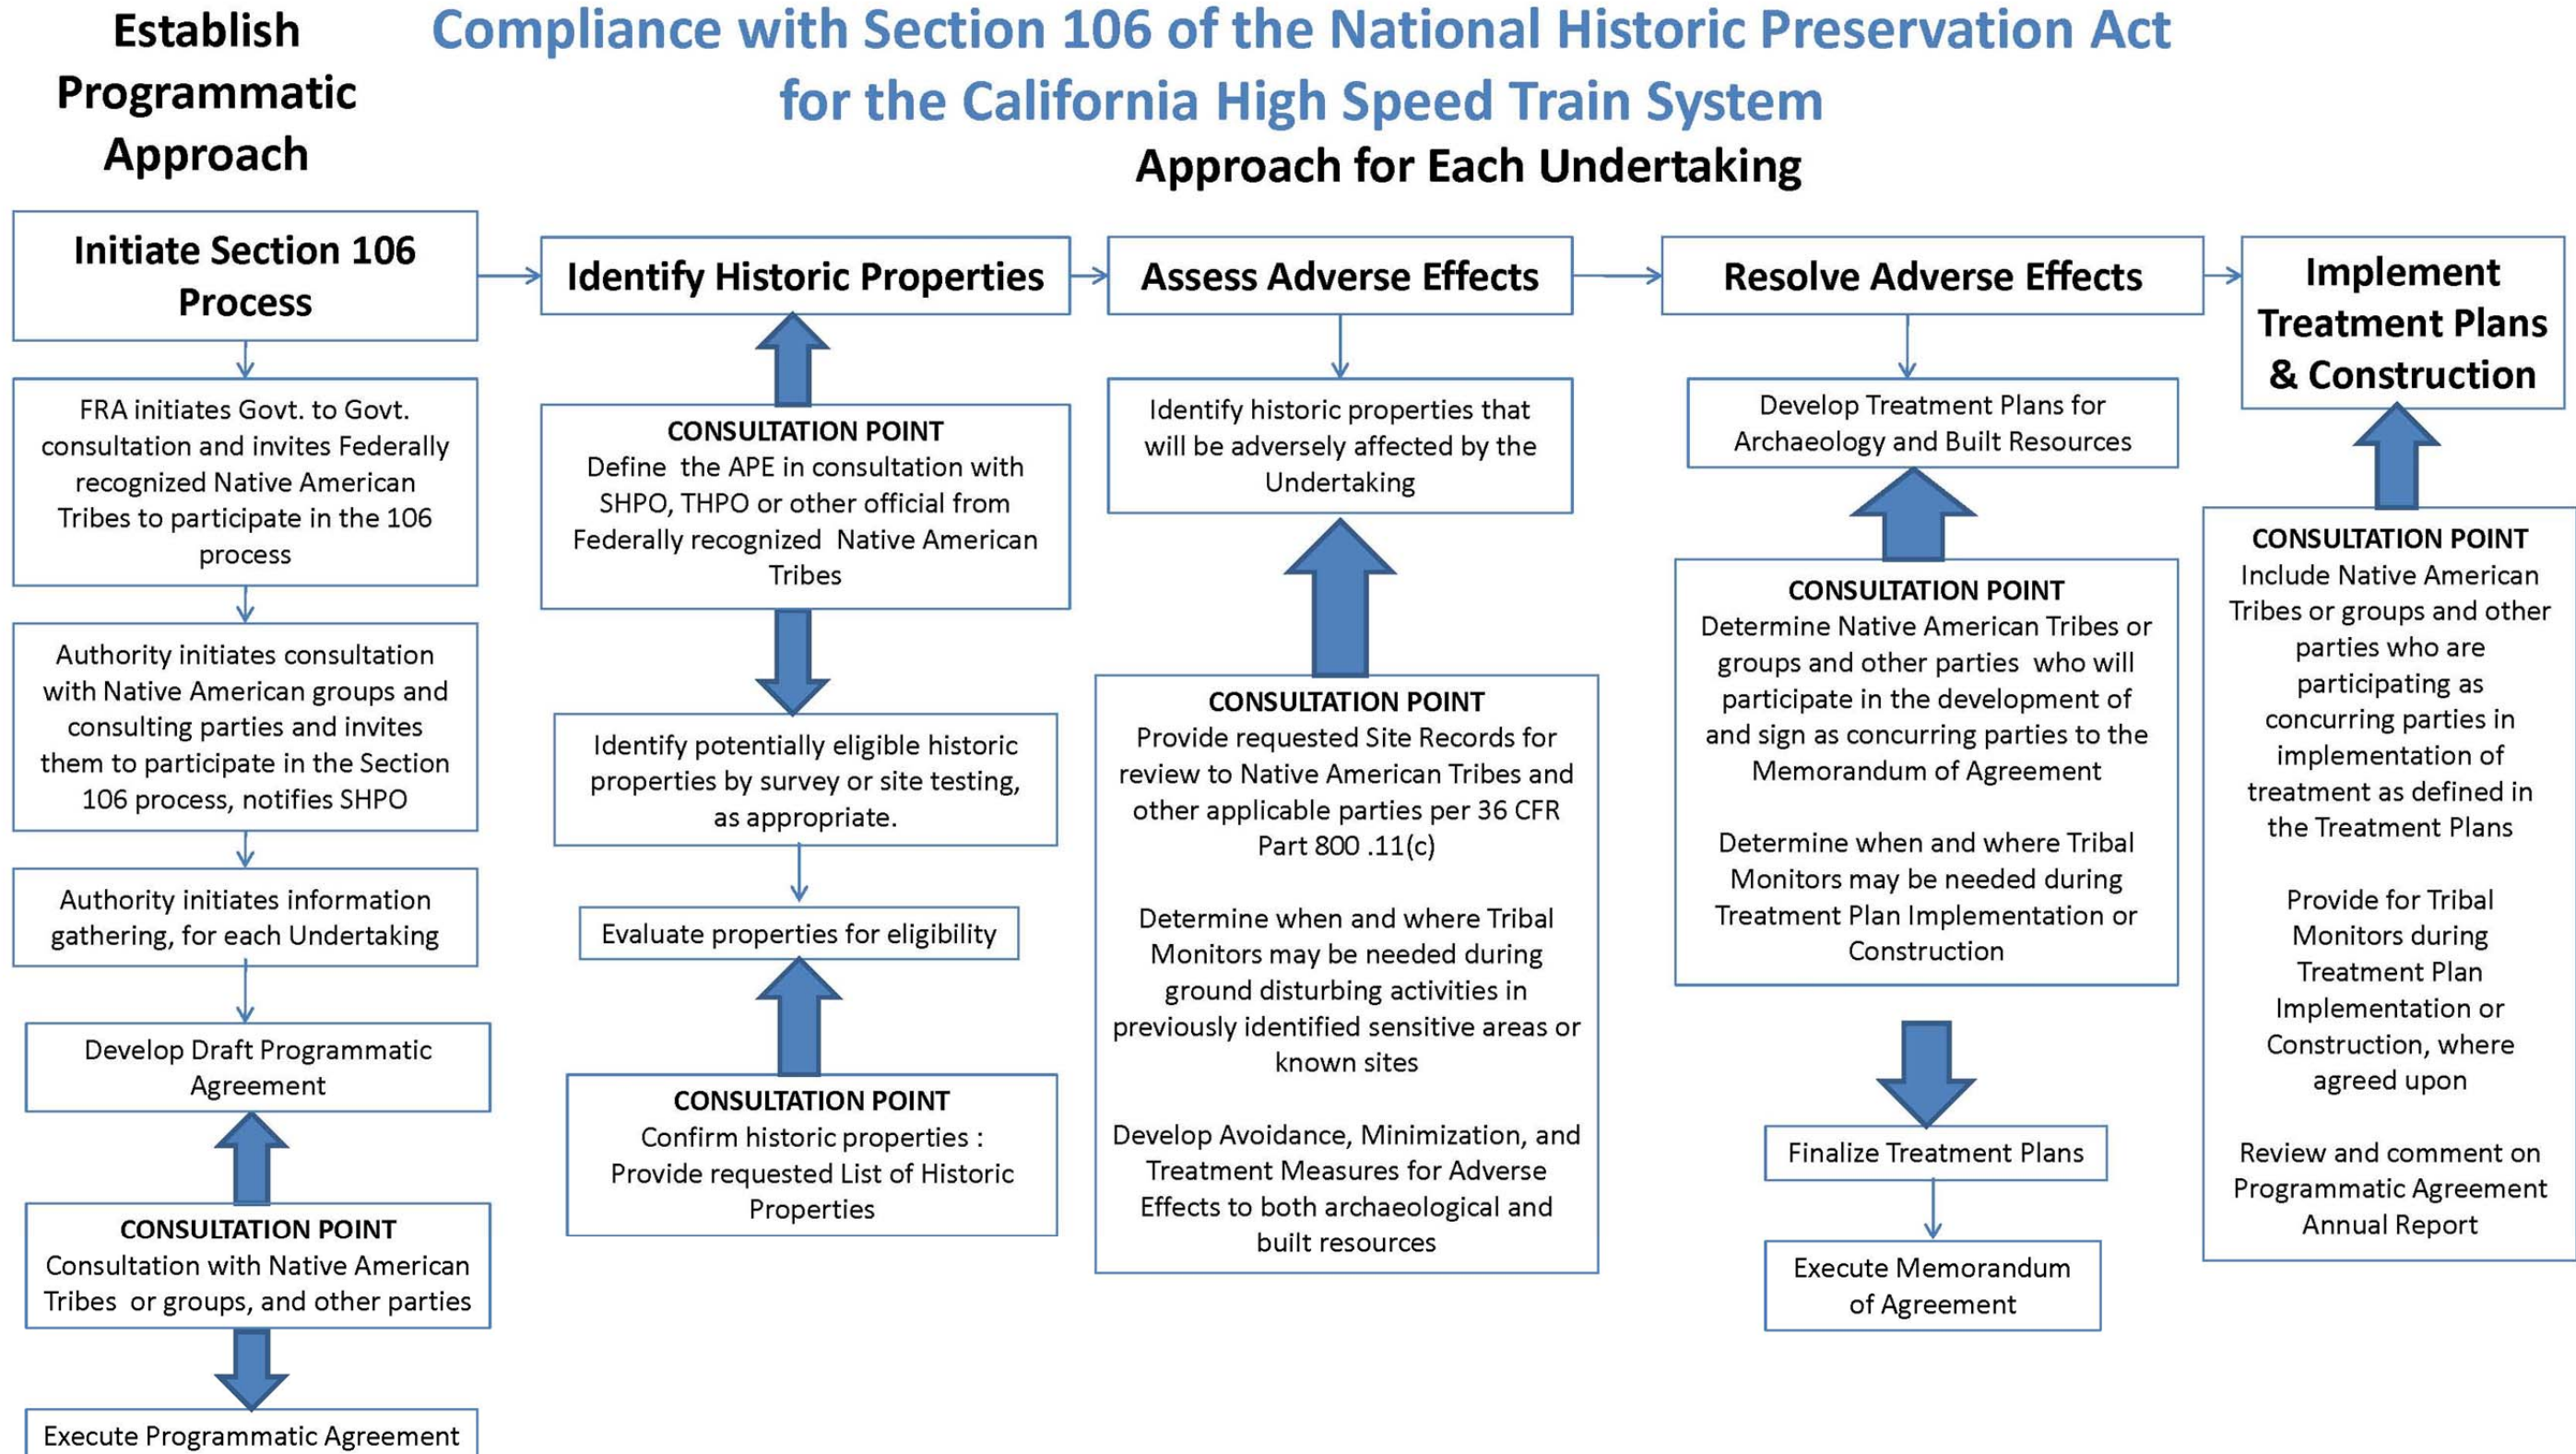 Establish
Programmatic
Approach
Compliance with Section 106 of the National Historic Preservation Act
for the California High Speed Train System
Approach for Each Undertaking
Initiate Section 106
Process
FRA initiates Govt. to Govt.
consultation and invites Federally
recognized Native American
Tribes to participate in the 106
process
Authority initiates consultation
with Native American groups and
consulting parties and invites
them to participate in the Section
106 process, notifies SHPO
Authority initiates information
gathering, for each Undertaking
Develop Draft Programmatic
Agreement
CONSULTATION POINT
Consultation with Native American
Tribes or groups, and other parties
Execute Programmatic Agreement
Identify Historic Properties
CONSULTATION POINT
Define the APE in consultation with
SHPO, THPO or other official from
Federally recognized Native American
Tribes
Identify potentially eligible historic
properties by survey or site testing,
as appropriate.
Evaluate properties for eligibility
CONSULTATION POINT
Confirm historic properties :
Provide requested List of Historic
Properties
Assess Adverse Effects
Identify historic properties that
will be adversely affected by the
Undertaking
CONSULTATION POINT
Provide requested Site Records for
review to Native American Tribes and
other applicable parties per 36 CFR
Part 800 .11(c)
Determine when and where Tribal
Monitors may be needed during
ground disturbing activities in
previously identified sensitive areas or
known sites
Develop Avoidance, Minimization, and
Treatment Measures for Adverse
Effects to both archaeological and
built resources
Resolve Adverse Effects
Develop Treatment Plans for
Archaeology and Built Resources
CONSULTATION POINT
Determine Native American Tribes or
groups and other parties who will
participate in the development of
and sign as concurring parties to the
Memorandum of Agreement
Determine when and where Tribal
Monitors may be needed during
Treatment Plan Implementation or
Construction
Finalize Treatment Plans
Execute Memorandum
of Agreement
Implement
Treatment Plans
& Construction
CONSULTATION POINT
Include Native American
Tribes or groups and other
parties who are
participating as
concurring parties in
implementation of
treatment as defined in
the Treatment Plans
Provide for Tribal
Monitors during
Treatment Plan
Implementation or
Construction, where
agreed upon
Review and comment on
Programmatic Agreement
Annual Report